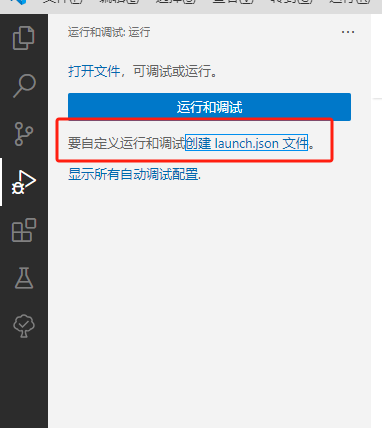 运行和调试: 运行
打开文件，可调试或运行。
运行和调试
要自定义运行和调试创建 launch.json 文件。
显示所有自动调试配置.